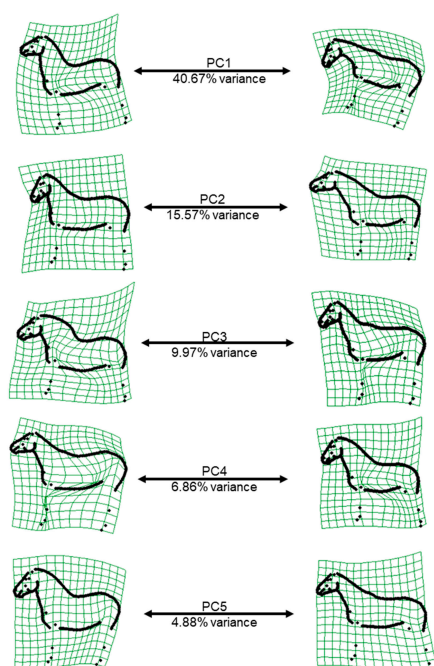 PC1
40.67% variance
PC2
15.57% variance
PC3
9.97% variance
PC4
6.86% variance
PC5
4.88% variance